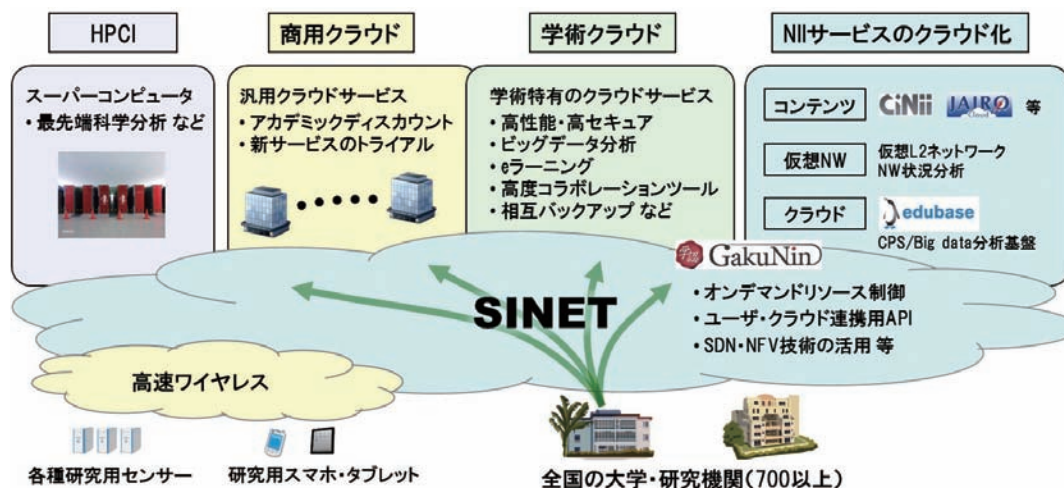 HPCI
商用クラウド
学術クラウド
NIIサービスのクラウド化
スーパーコンピュータ
・最先端科学分析 など
汎用クラウドサービス
・アカデミックディスカウント
・新サービスのトライアル
学術特有のクラウドサービス
・高性能・高セキュア
・ビッグデータ分析
・eラーニング
・高度コラボレーションツール
・相互バックアップ など
コンテンツ
CiNii
JAIRO
Cloud
等
仮想NW
仮想L2ネットワーク
NW状況分析
クラウド
edubase
CPS/Big data分析基盤
学認
GakuNin
SINET
・オンデマンドリソース制御
・ユーザ・クラウド連携用API
・SDN・NFV技術の活用 等
高速ワイヤレス
各種研究用センサー
研究用スマホ・タブレット
全国の大学・研究機関(700以上)